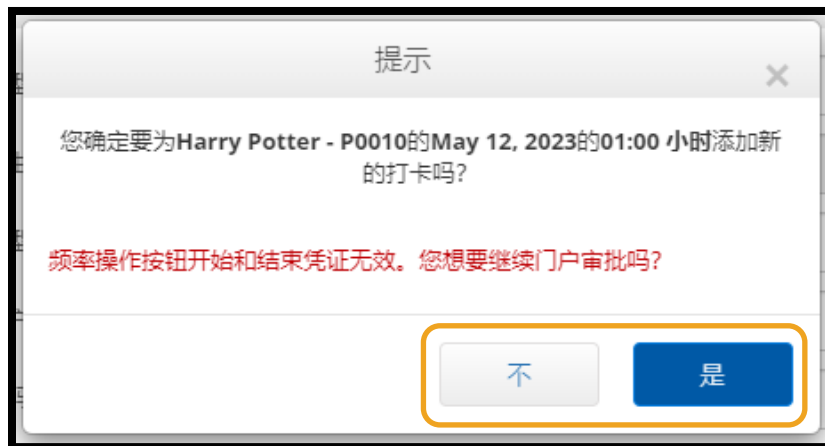 提示
×
您确定要为Harry Potter - P0010的May 12, 2023的01:00 小时添加新
的打卡吗?
频率操作按钮开始和结束凭证无效。您想要继续门户审批吗?
不
是